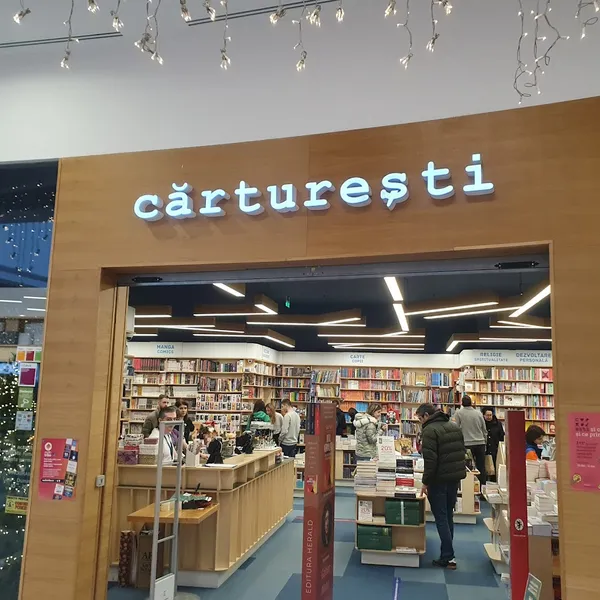 cărturești
MANGA
COMICS
CARTE
RELIGIE
SPIRITUALITATE
DEZVOLTARE
PERSONALĂ
EDITURA HERALD